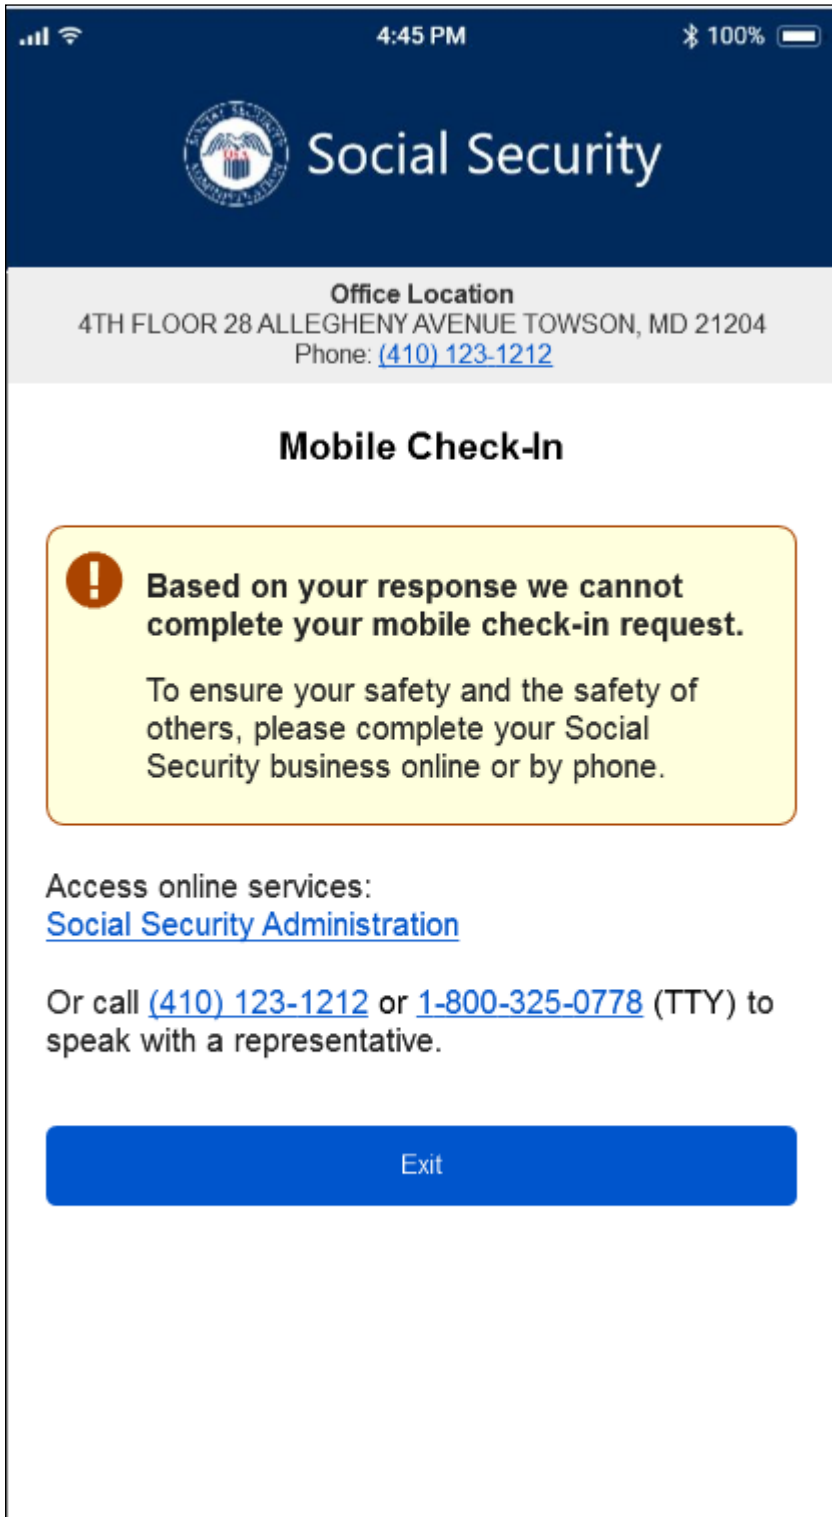 4:45 PM
100%
SOCIAL SECURITY ADMINISTRATION
USA
Social Security
Office Location
4TH FLOOR 28 ALLEGHENY AVENUE TOWSON, MD 21204
Phone: (410) 123-1212
Mobile Check-In
Based on your response we cannot
complete your mobile check-in request.
To ensure your safety and the safety of
others, please complete your Social
Security business online or by phone.
Access online services:
Social Security Administration
Or call (410) 123-1212 or 1-800-325-0778 (TTY) to
speak with a representative.
Exit